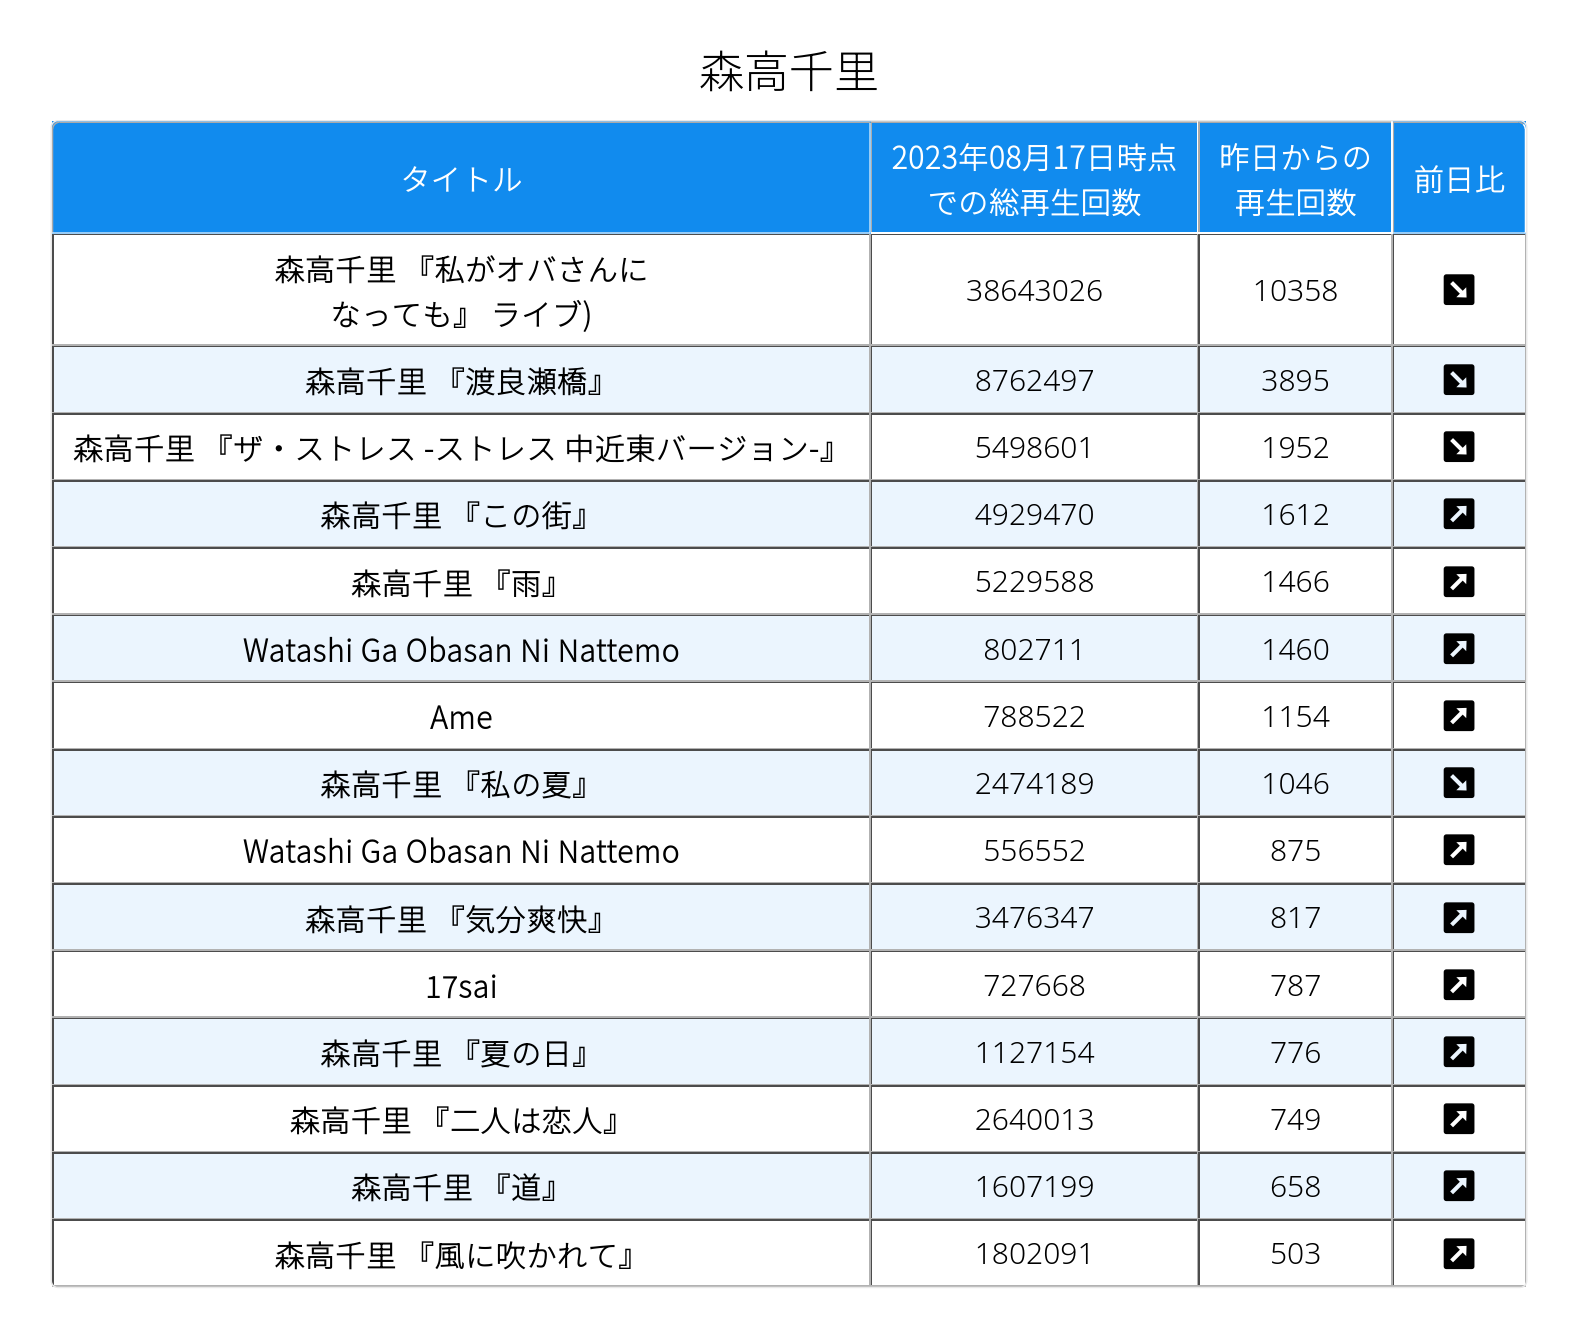 森高千里
タイトル 2023年08月17日時点での総再生回数 昨日からの再生回数 前日比
森高千里 『私がオバさんになっても』 ライブ) 38643026 10358 ↘
森高千里 『渡良瀬橋』 8762497 3895 ↘
森高千里 『ザ・ストレス -ストレス 中近東バージョン-』 5498601 1952 ↘
森高千里 『この街』 4929470 1612 ↗
森高千里 『雨』 5229588 1466 ↗
Watashi Ga Obasan Ni Nattemo 802711 1460 ↗
Ame 788522 1154 ↗
森高千里 『私の夏』 2474189 1046 ↘
Watashi Ga Obasan Ni Nattemo 556552 875 ↗
森高千里 『気分爽快』 3476347 817 ↗
17sai 727668 787 ↗
森高千里 『夏の日』 1127154 776 ↗
森高千里 『二人は恋人』 2640013 749 ↗
森高千里 『道』 1607199 658 ↗
森高千里 『風に吹かれて』 1802091 503 ↗